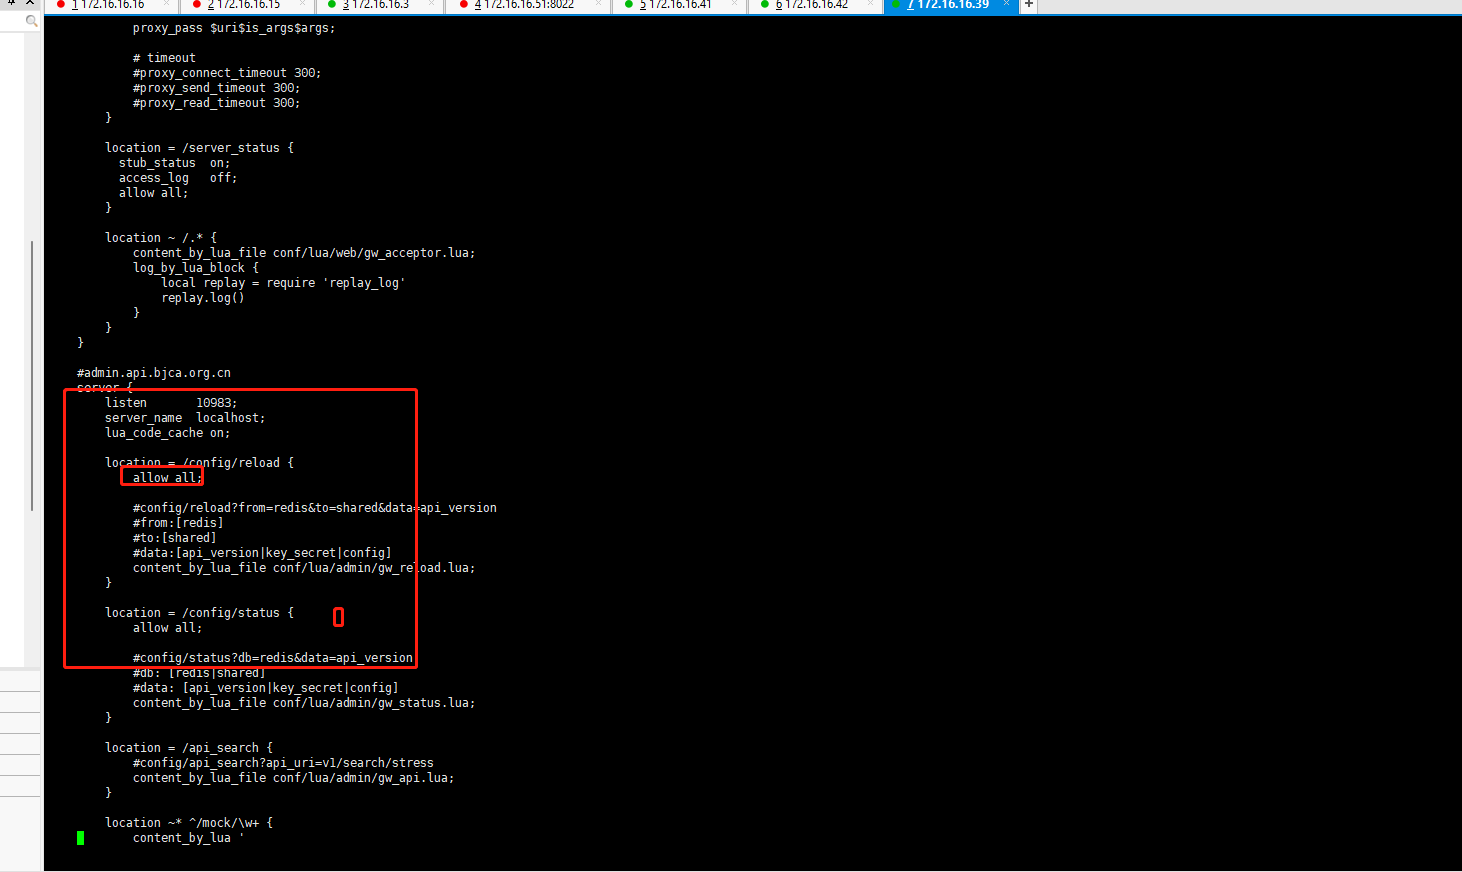 1 172.16.16.16 2 172.16.16.15 3 172.16.16.3 4 172.16.16.51:8022 5 172.16.16.41 6 172.16.16.42 7 172.16.16.39
proxy_pass $uri$is_args$args;
# timeout
#proxy_connect_timeout 300;
#proxy_send_timeout 300;
#proxy_read_timeout 300;
}
location = /server_status {
stub_status on;
access_log off;
allow all;
}
location ~ /.* {
content_by_lua_file conf/lua/web/gw_acceptor.lua;
log_by_lua_block {
local replay = require 'replay_log'
replay.log()
}
}
}
#admin.api.bjca.org.cn
server {
listen 10983;
server_name localhost;
lua_code_cache on;
location = /config/reload {
allow all;
#config/reload?from=redis&to=shared&data=api_version
#from:[redis]
#to:[shared]
#data:[api_version|key_secret|config]
content_by_lua_file conf/lua/admin/gw_reload.lua;
}
location = /config/status {
allow all;
#config/status?db=redis&data=api_version
#db: [redis|shared]
#data: [api_version|key_secret|config]
content_by_lua_file conf/lua/admin/gw_status.lua;
}
location = /api_search {
#config/api_search?api_uri=v1/search/stress
content_by_lua_file conf/lua/admin/gw_api.lua;
}
location ~* ^/mock/\w+ {
content_by_lua '